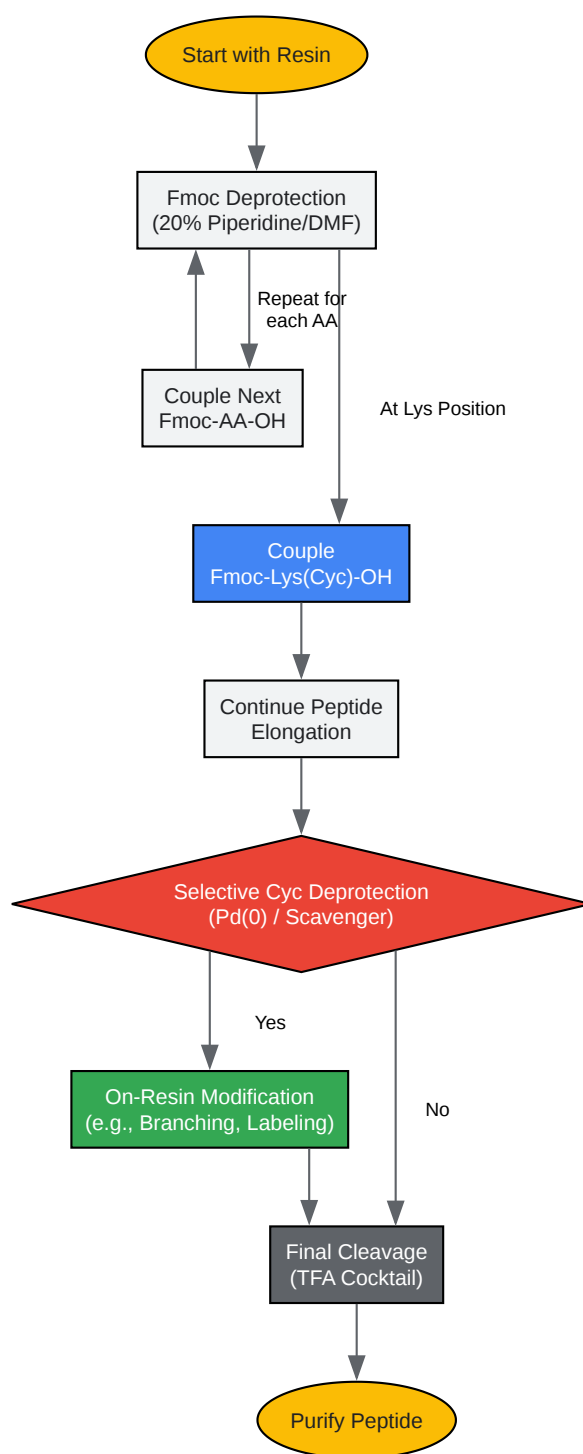 Start with Resin
Fmoc Deprotection
(20% Piperidine/DMF)
Repeat for
each AA
Couple Next
Fmoc-AA-OH
At Lys Position
Couple
Fmoc-Lys(Cyc)-OH
Continue Peptide
Elongation
Selective Cyc Deprotection
(Pd(0) / Scavenger)
Yes
On-Resin Modification
(e.g., Branching, Labeling)
No
Final Cleavage
(TFA Cocktail)
Purify Peptide